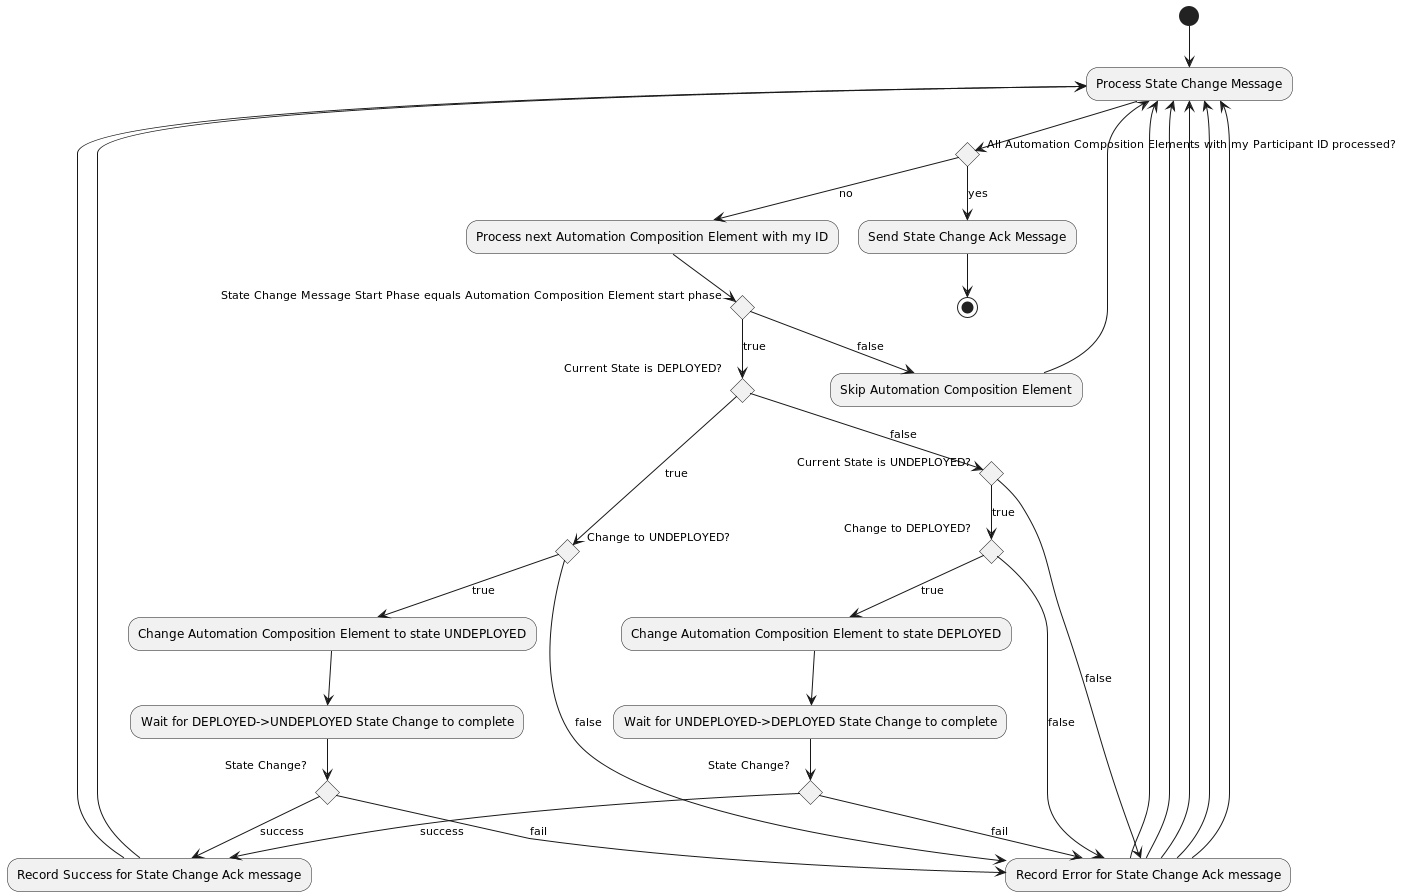 Process State Change Message
All Automation Composition Elements with my Participant ID processed?
no
yes
Process next Automation Composition Element with my ID
Send State Change Ack Message
State Change Message Start Phase equals Automation Composition Element start phase
true
false
Current State is DEPLOYED?
Skip Automation Composition Element
false
Current State is UNDEPLOYED?
true
true
Change to DEPLOYED?
Change to UNDEPLOYED?
true
true
Change Automation Composition Element to state UNDEPLOYED
Change Automation Composition Element to state DEPLOYED
false
Wait for DEPLOYED->UNDEPLOYED State Change to complete
false
Wait for UNDEPLOYED->DEPLOYED State Change to complete
false
State Change?
State Change?
success
success
fail
fail
Record Success for State Change Ack message
Record Error for State Change Ack message